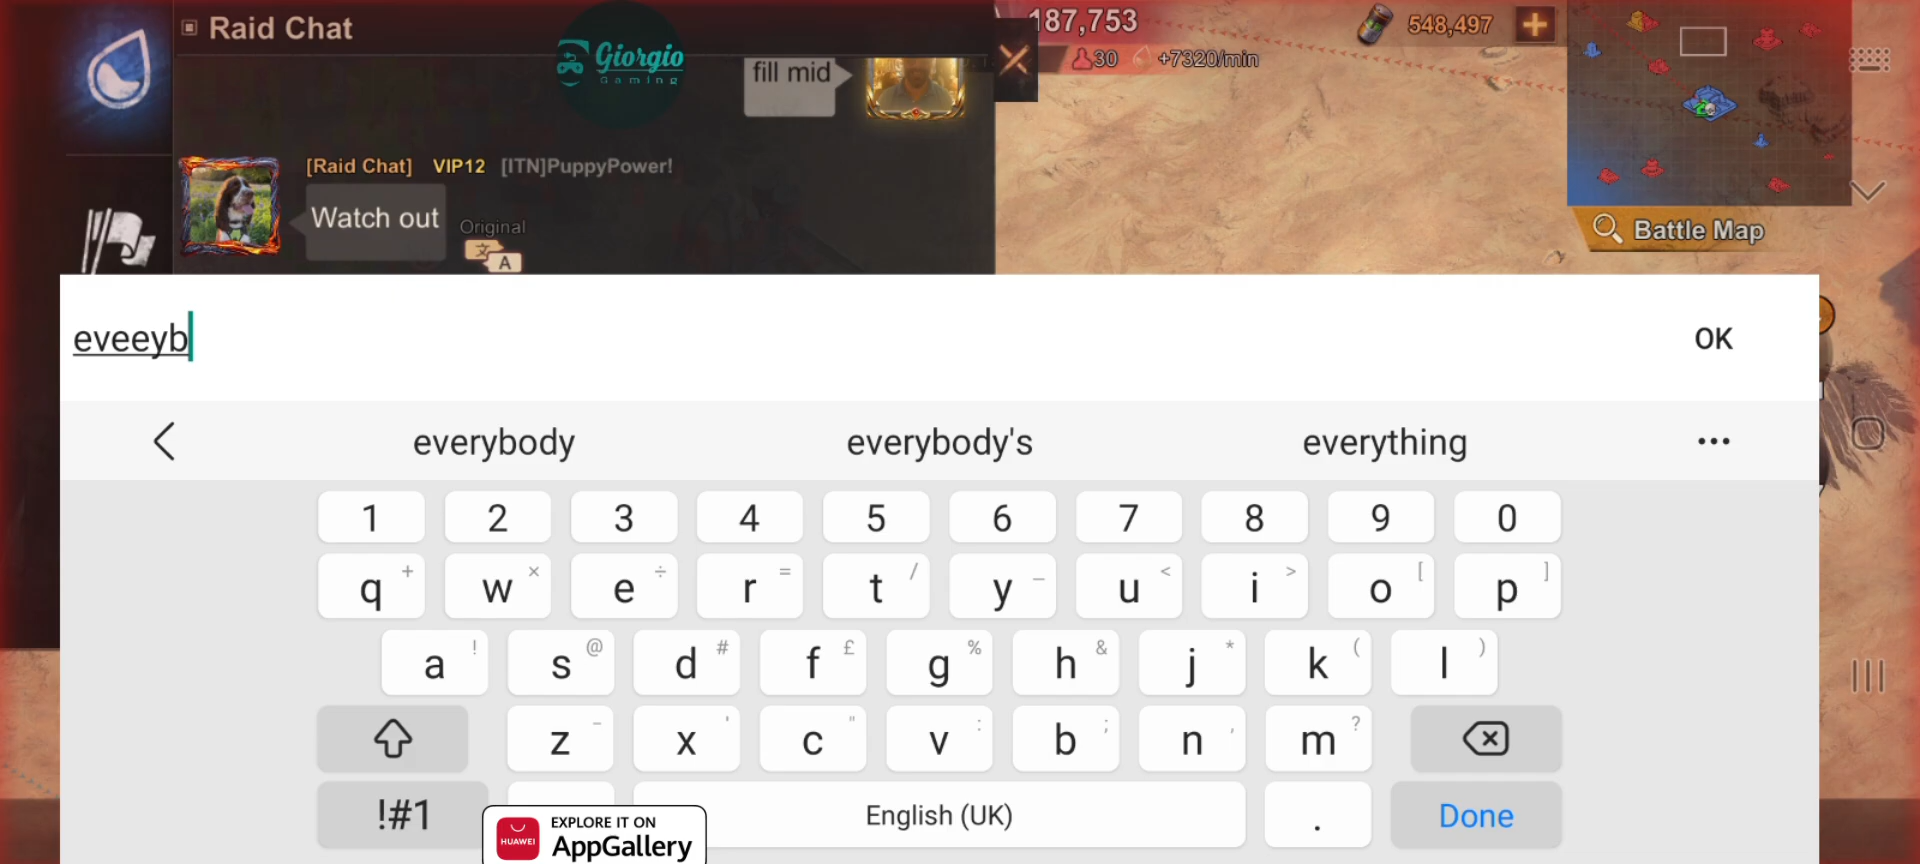 Raid Chat
Giorgio
Gaming
fill mid
187,753
30
+7320/min
548,497
+
[Raid Chat] VIP12 [ITN]PuppyPower!
Watch out
Original
文 A
Battle Map
eveeyb
OK
everybody everybody's everything ...
1 2 3 4 5 6 7 8 9 0
q + w × e ÷ r = t / y _ u < i > o [ p ]
a ! s @ d # f £ g % h & j * k ( l )
z - x ' c " v : b ; n , m ?
!#1 English (UK) . Done
HUAWEI
EXPLORE IT ON
AppGallery